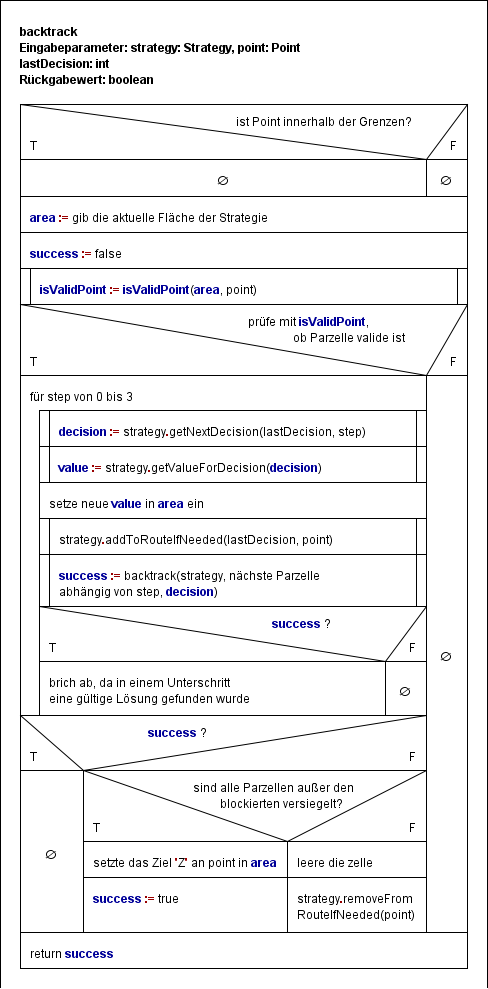 backtrack
Eingabeparameter: strategy: Strategy, point: Point
lastDecision: int
Rückgabewert: boolean
ist Point innerhalb der Grenzen?
T F
∅ ∅
area := gib die aktuelle Fläche der Strategie
success := false
isValidPoint := isValidPoint(area, point)
prüfe mit isValidPoint,
ob Parzelle valide ist
T F
für step von 0 bis 3
decision := strategy.getNextDecision(lastDecision, step)
value := strategy.getValueForDecision(decision)
setze neue value in area ein
strategy.addToRouteIfNeeded(lastDecision, point)
success := backtrack(strategy, nächste Parzelle
abhängig von step, decision)
success ?
T F
∅
brich ab, da in einem Unterschritt
eine gültige Lösung gefunden wurde
∅
success ?
T F
sind alle Parzellen außer den
blockierten versiegelt?
T F
∅
setzte das Ziel 'Z' an point in area
leere die zelle
success := true
strategy.removeFrom
RouteIfNeeded(point)
return success